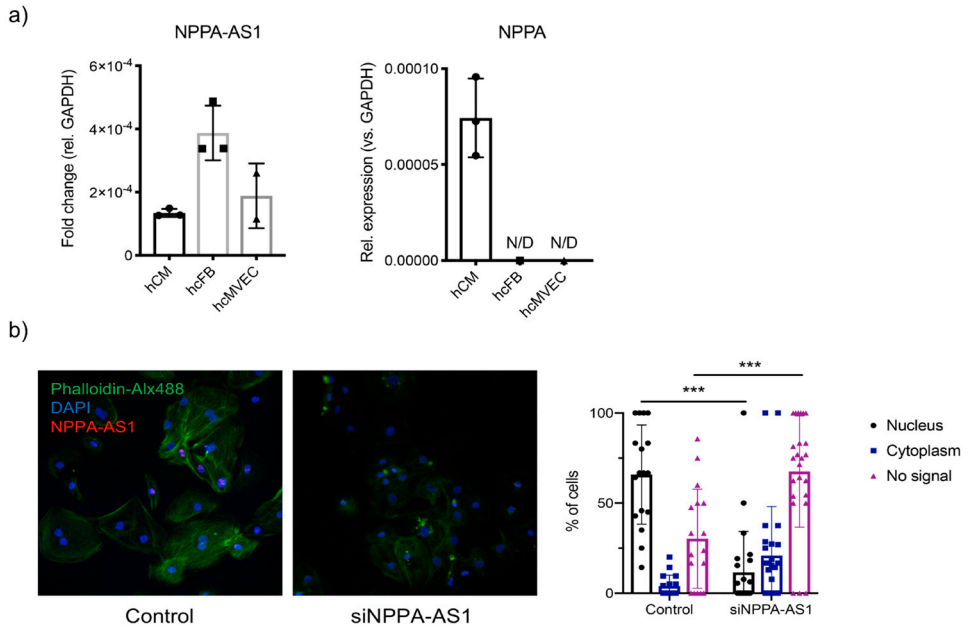 a)
NPPA-AS1
Fold change (rel. GAPDH)
6×10⁻⁴
4×10⁻⁴
2×10⁻⁴
0
hCM
hcFB
hcMVEC
NPPA
Rel. expression (vs. GAPDH)
0.00010
0.00005
0.00000
N/D N/D
hCM
hcFB
hcMVEC
b)
Phalloidin-Alx488
DAPI
NPPA-AS1
Control
siNPPA-AS1
% of cells
100
50
0
***
***
Control
siNPPA-AS1
Nucleus
Cytoplasm
No signal